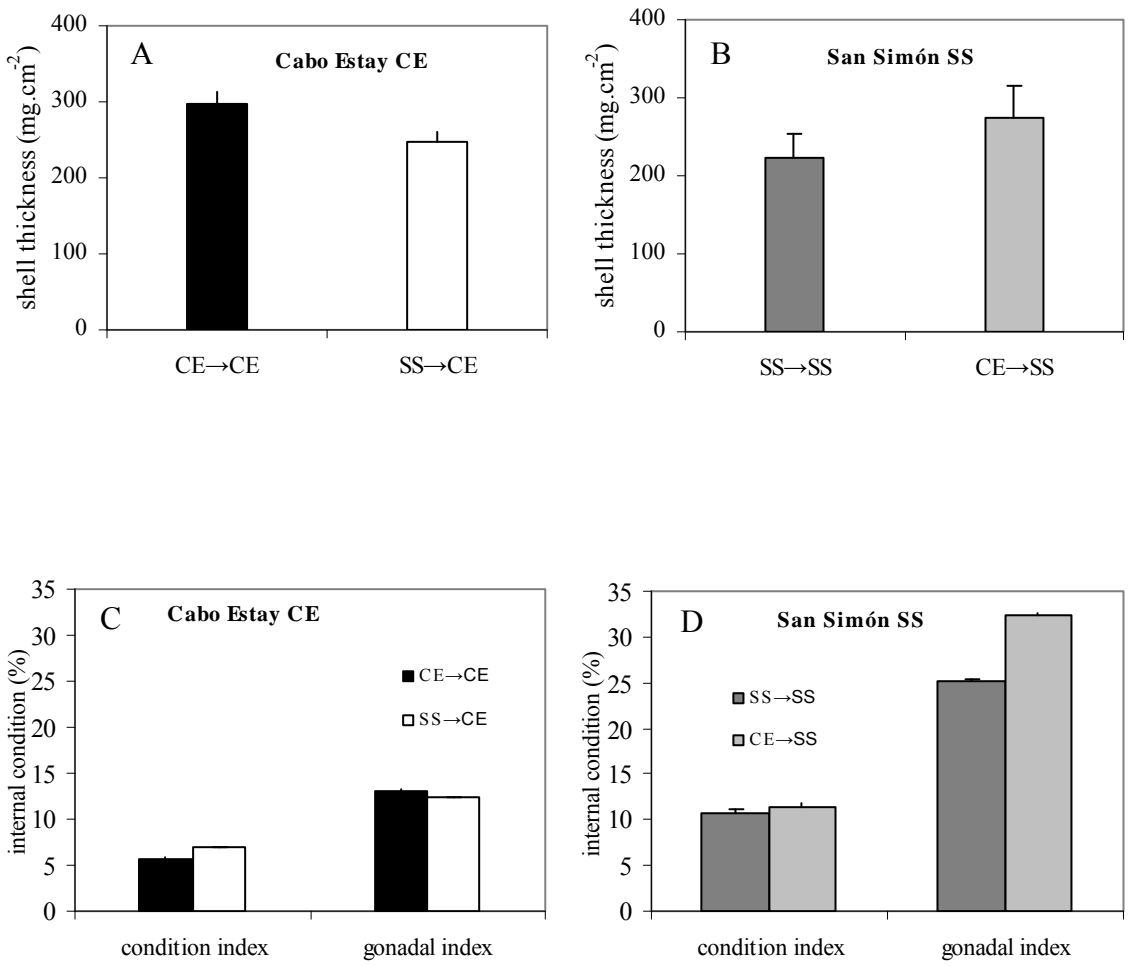 A
Cabo Estay CE
shell thickness (mg.cm-2)
400
300
200
100
0
CE→CE SS→CE
B
San Simón SS
shell thickness (mg.cm-2)
400
300
200
100
0
SS→SS CE→SS
C
Cabo Estay CE
internal condition (%)
35
30
25
20
15
10
5
0
CE→CE
SS→CE
condition index gonadal index
D
San Simón SS
internal condition (%)
35
30
25
20
15
10
5
0
SS→SS
CE→SS
condition index gonadal index